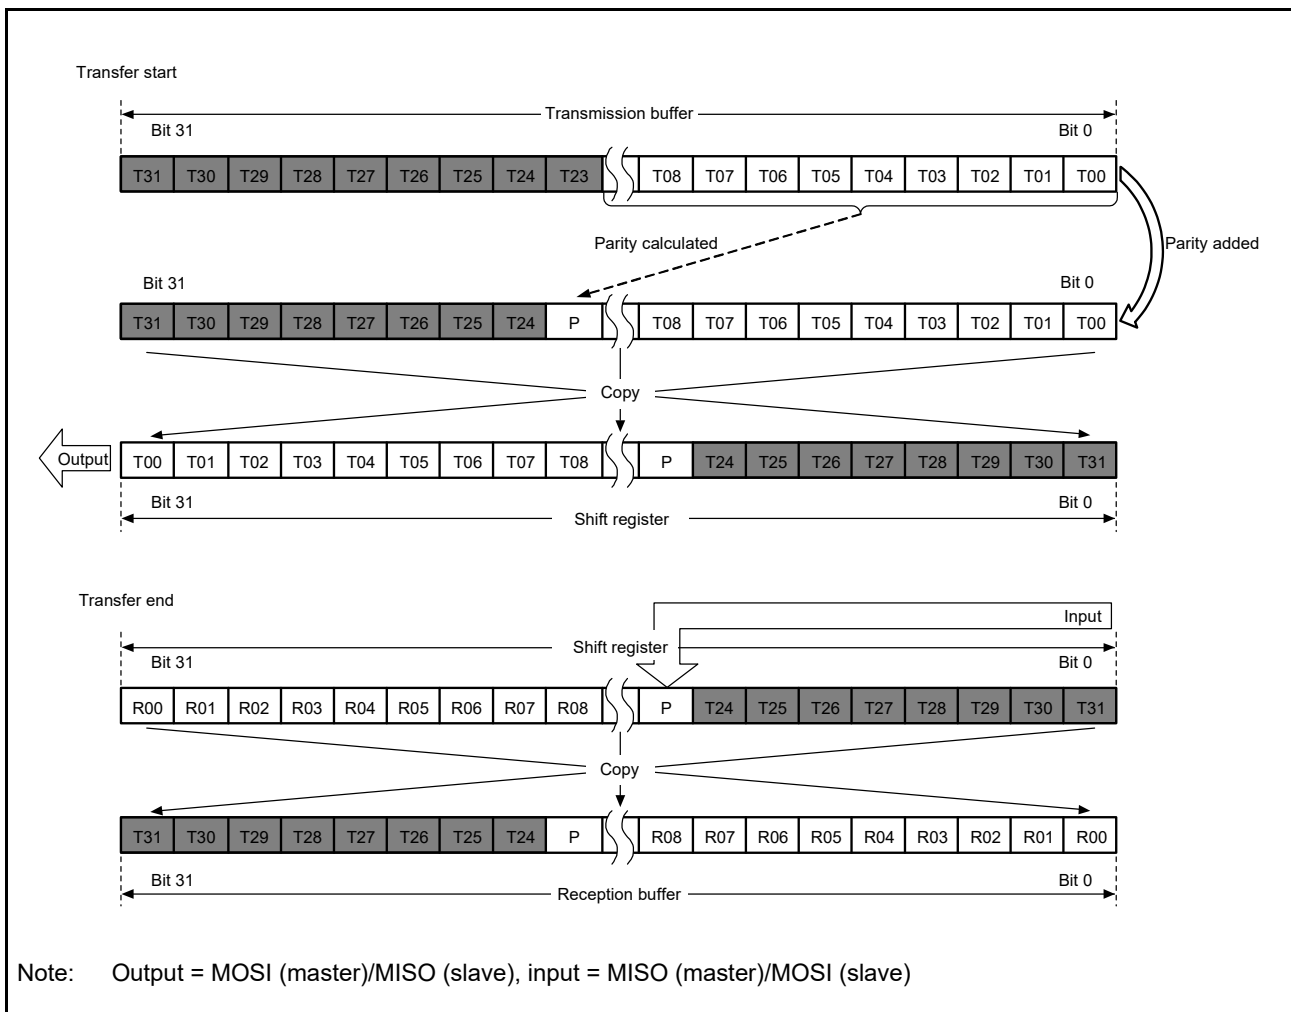 Transfer start
Transmission buffer
Bit 31 Bit 0
T31 T30 T29 T28 T27 T26 T25 T24 T23 T08 T07 T06 T05 T04 T03 T02 T01 T00
Parity calculated Parity added
Bit 31 Bit 0
T31 T30 T29 T28 T27 T26 T25 T24 P T08 T07 T06 T05 T04 T03 T02 T01 T00
Copy
Output T00 T01 T02 T03 T04 T05 T06 T07 T08 P T24 T25 T26 T27 T28 T29 T30 T31
Bit 31 Bit 0
Shift register
Transfer end
Input
Shift register
Bit 31 Bit 0
R00 R01 R02 R03 R04 R05 R06 R07 R08 P T24 T25 T26 T27 T28 T29 T30 T31
Copy
T31 T30 T29 T28 T27 T26 T25 T24 P R08 R07 R06 R05 R04 R03 R02 R01 R00
Bit 31 Bit 0
Reception buffer
Note: Output = MOSI (master)/MISO (slave), input = MISO (master)/MOSI (slave)